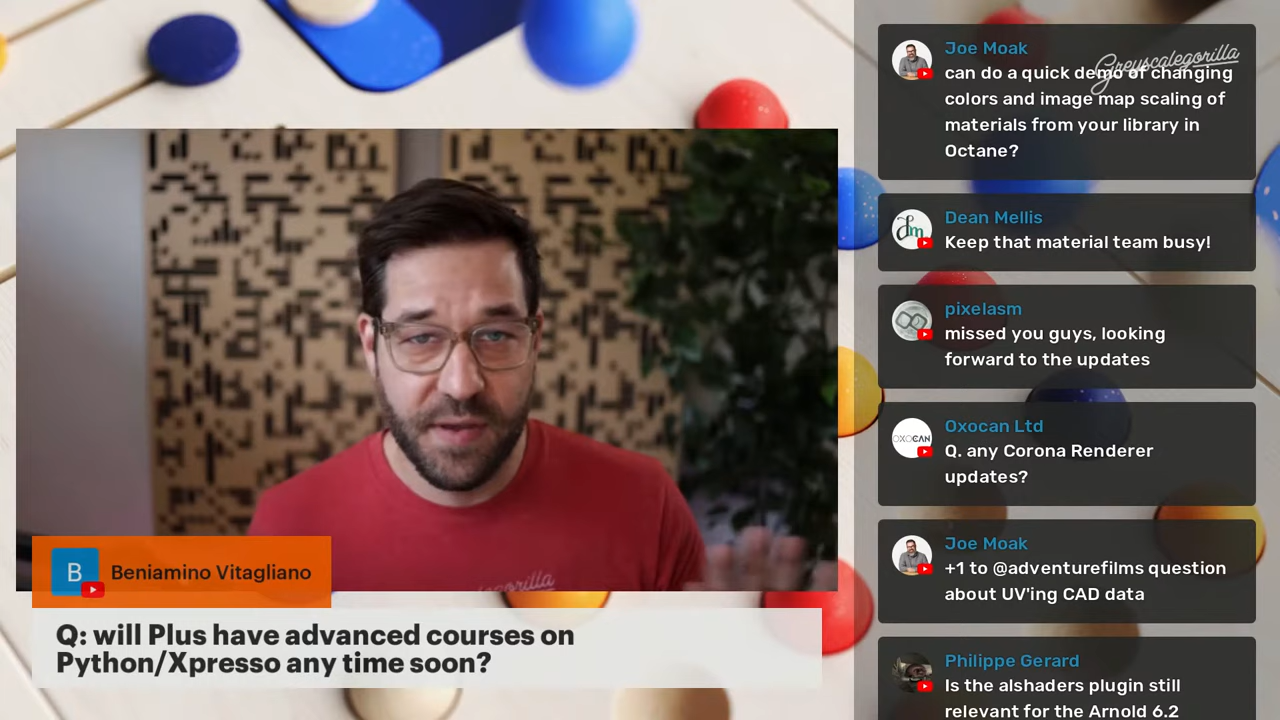 Joe Moak
Greyscalegorilla
can do a quick demo of changing
colors and image map scaling of
materials from your library in
Octane?
Dean Mellis
Keep that material team busy!
pixelasm
missed you guys, looking
forward to the updates
OXOCAN
Oxocan Ltd
Q. any Corona Renderer
updates?
Joe Moak
+1 to @adventurefilms question
about UV'ing CAD data
Philippe Gerard
Is the alshaders plugin still
relevant for the Arnold 6.2
B
Beniamino Vitagliano
Q: will Plus have advanced courses on
Python/Xpresso any time soon?